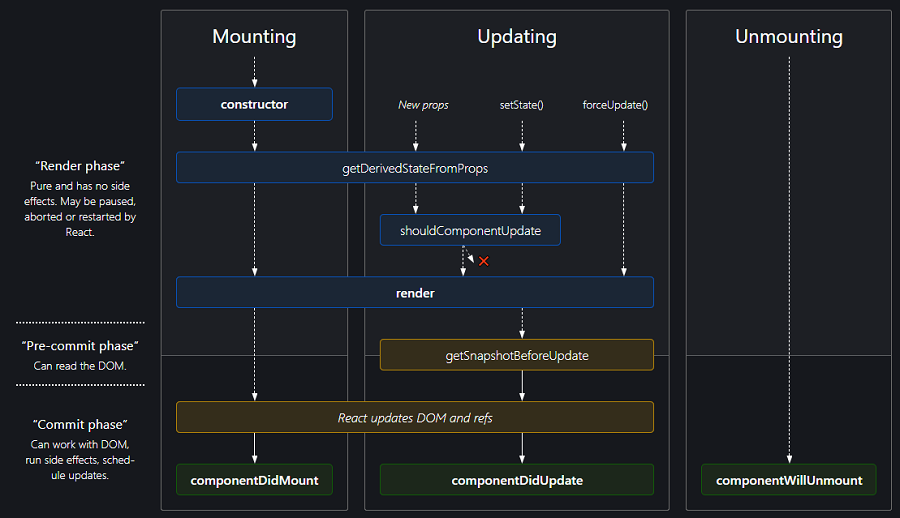 Mounting
Updating
Unmounting
constructor
New props
setState()
forceUpdate()
“Render phase”
Pure and has no side
effects. May be paused,
aborted or restarted by
React.
getDerivedStateFromProps
shouldComponentUpdate
render
“Pre-commit phase”
Can read the DOM.
getSnapshotBeforeUpdate
“Commit phase”
Can work with DOM,
run side effects, sched-
ule updates.
React updates DOM and refs
componentDidMount
componentDidUpdate
componentWillUnmount